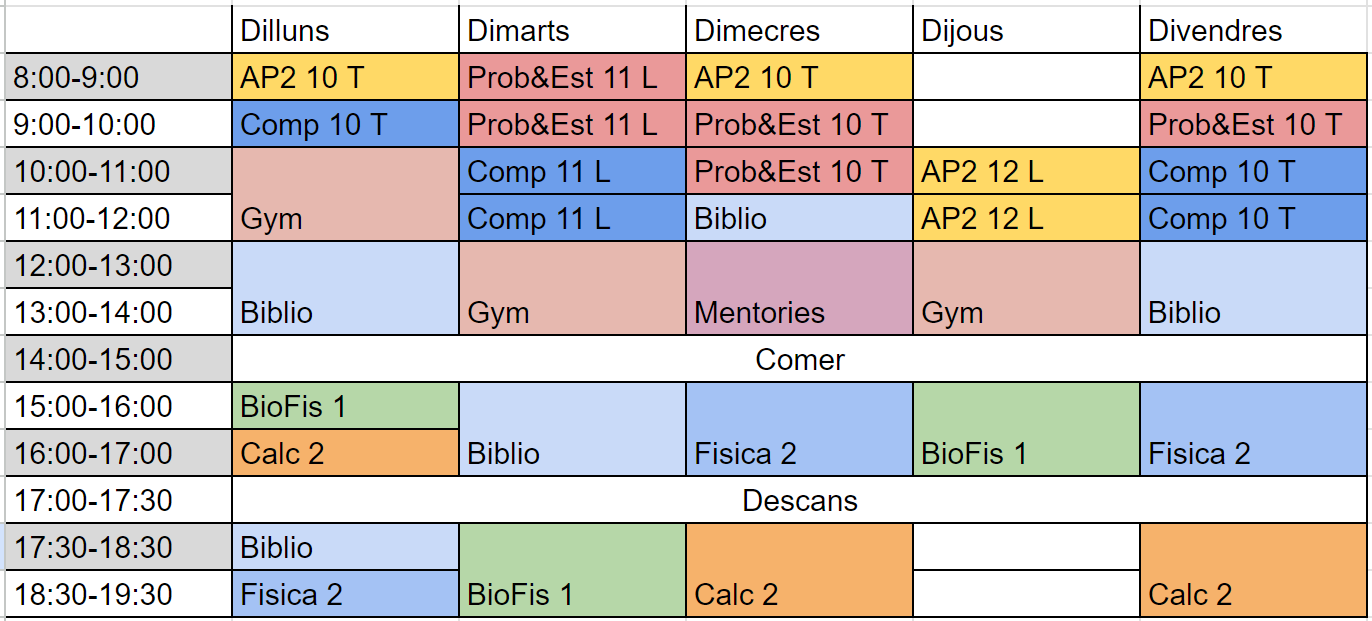 Dilluns Dimarts Dimecres Dijous Divendres
8:00-9:00 AP2 10 T Prob&Est 11 L AP2 10 T AP2 10 T
9:00-10:00 Comp 10 T Prob&Est 11 L Prob&Est 10 T Prob&Est 10 T
10:00-11:00 Comp 11 L Prob&Est 10 T AP2 12 L Comp 10 T
11:00-12:00 Gym Comp 11 L Biblio AP2 12 L Comp 10 T
12:00-13:00
13:00-14:00 Biblio Gym Mentories Gym Biblio
14:00-15:00 Comer
15:00-16:00 BioFis 1
16:00-17:00 Calc 2 Biblio Fisica 2 BioFis 1 Fisica 2
17:00-17:30 Descans
17:30-18:30 Biblio
18:30-19:30 Fisica 2 BioFis 1 Calc 2 Calc 2